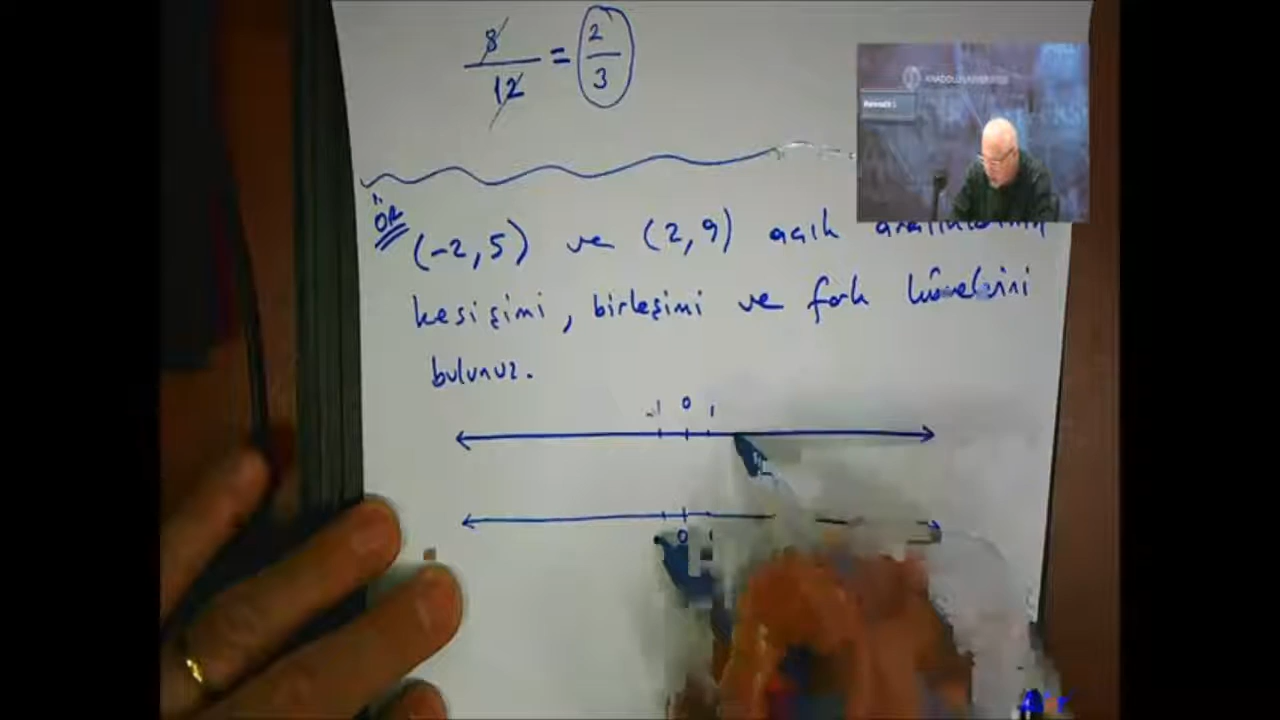 8/12 = 2/3
ÖR
(-2,5) ve (2,9) açık
kesişimi, birleşimi ve fark kümelerini
bulunuz.
-1 0 1
0